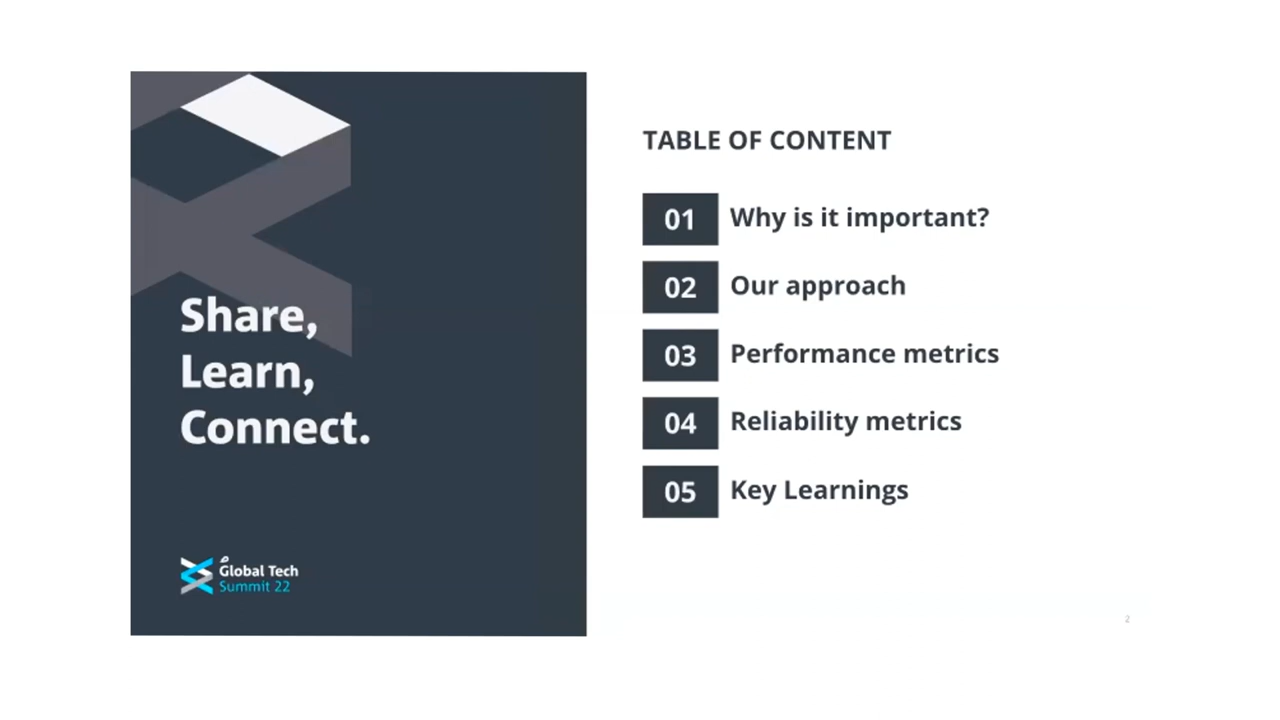 Share,
Learn,
Connect.
Global Tech
Summit 22
TABLE OF CONTENT
01 Why is it important?
02 Our approach
03 Performance metrics
04 Reliability metrics
05 Key Learnings
2